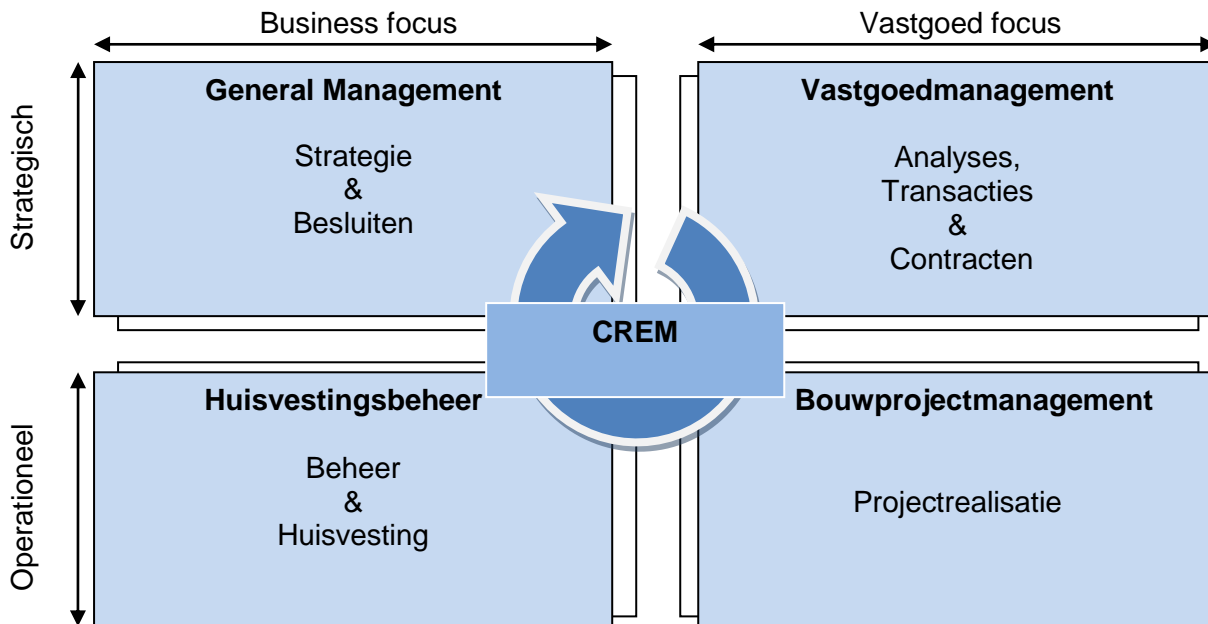 Business focus
Vastgoed focus
Strategisch
General Management
Strategie
&
Besluiten
Vastgoedmanagement
Analyses,
Transacties
&
Contracten
CREM
Operationeel
Huisvestingsbeheer
Beheer
&
Huisvesting
Bouwprojectmanagement
Projectrealisatie